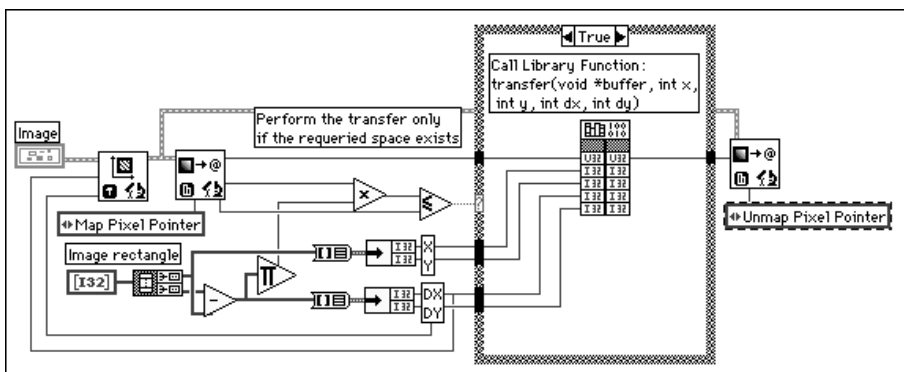 True
Call Library Function:
transfer(void *buffer, int x,
int y, int dx, int dy)
Perform the transfer only
if the requeried space exists
Image
Map Pixel Pointer
Unmap Pixel Pointer
Image rectangle
[I32]
U32 U32
I32 I32
I32 I32
I32 I32
I32 I32
I32 X
I32 Y
I32 DX
I32 DY